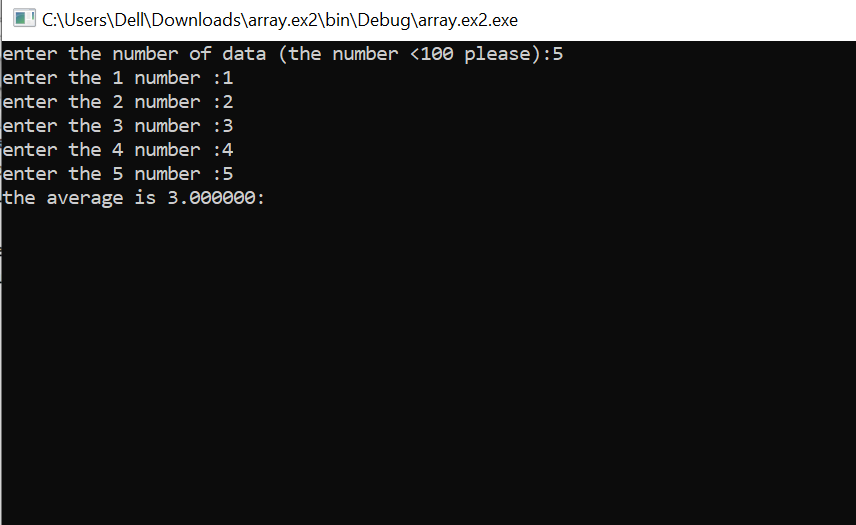 C:\Users\Dell\Downloads\array.ex2\bin\Debug\array.ex2.exe
enter the number of data (the number <100 please):5
enter the 1 number :1
enter the 2 number :2
enter the 3 number :3
enter the 4 number :4
enter the 5 number :5
the average is 3.000000: